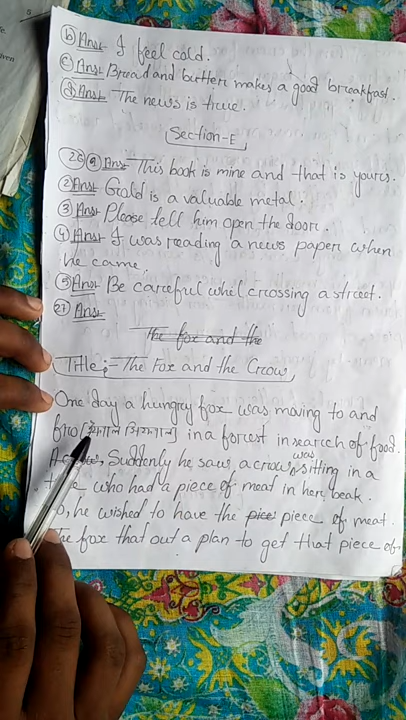 (b) Ans I feel cold.
(c) Ans Bread and butter makes a good breakfast.
(d) Ans The news is true.
Section-E
26 (a) Ans This book is mine and that is yours.
(2) Ans Gold is a valuable metal.
(3) Ans Please tell him open the door.
(4) Ans I was reading a news paper when
he came.
(5) Ans Be careful whil crossing a street.
(27) Ans
The fox and the
Title: The Fox and the Crow
One day a hungry fox was moving to and
fro in a forest in search of food.
Suddenly he saw a crow was sitting in a
who had a piece of meat in her beak.
he wished to have the pice piece of meat.
The fox that out a plan to get that piece of